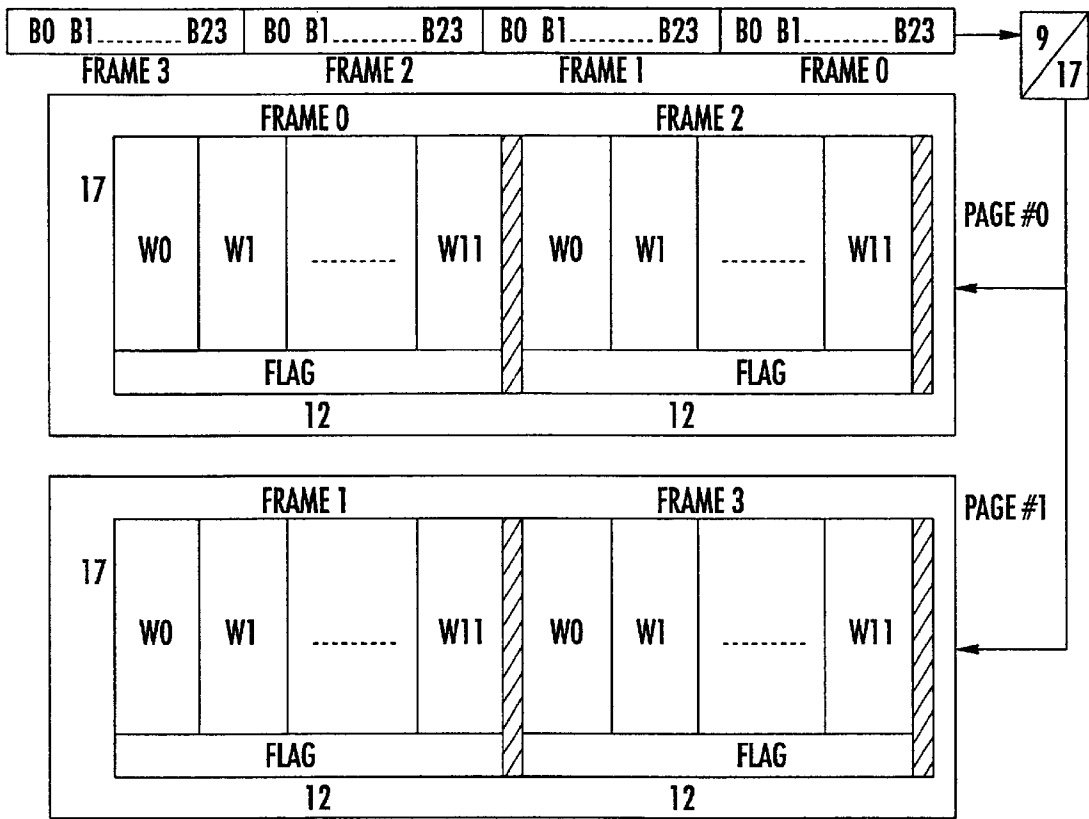 B0 B1.........B23 B0 B1.........B23 B0 B1.........B23 B0 B1.........B23
9/17
FRAME 3 FRAME 2 FRAME 1 FRAME 0
FRAME 0 FRAME 2
17
W0 W1 ......... W11 W0 W1 ......... W11
PAGE #0
FLAG FLAG
12 12
FRAME 1 FRAME 3
PAGE #1
17
W0 W1 ......... W11 W0 W1 ......... W11
FLAG FLAG
12 12